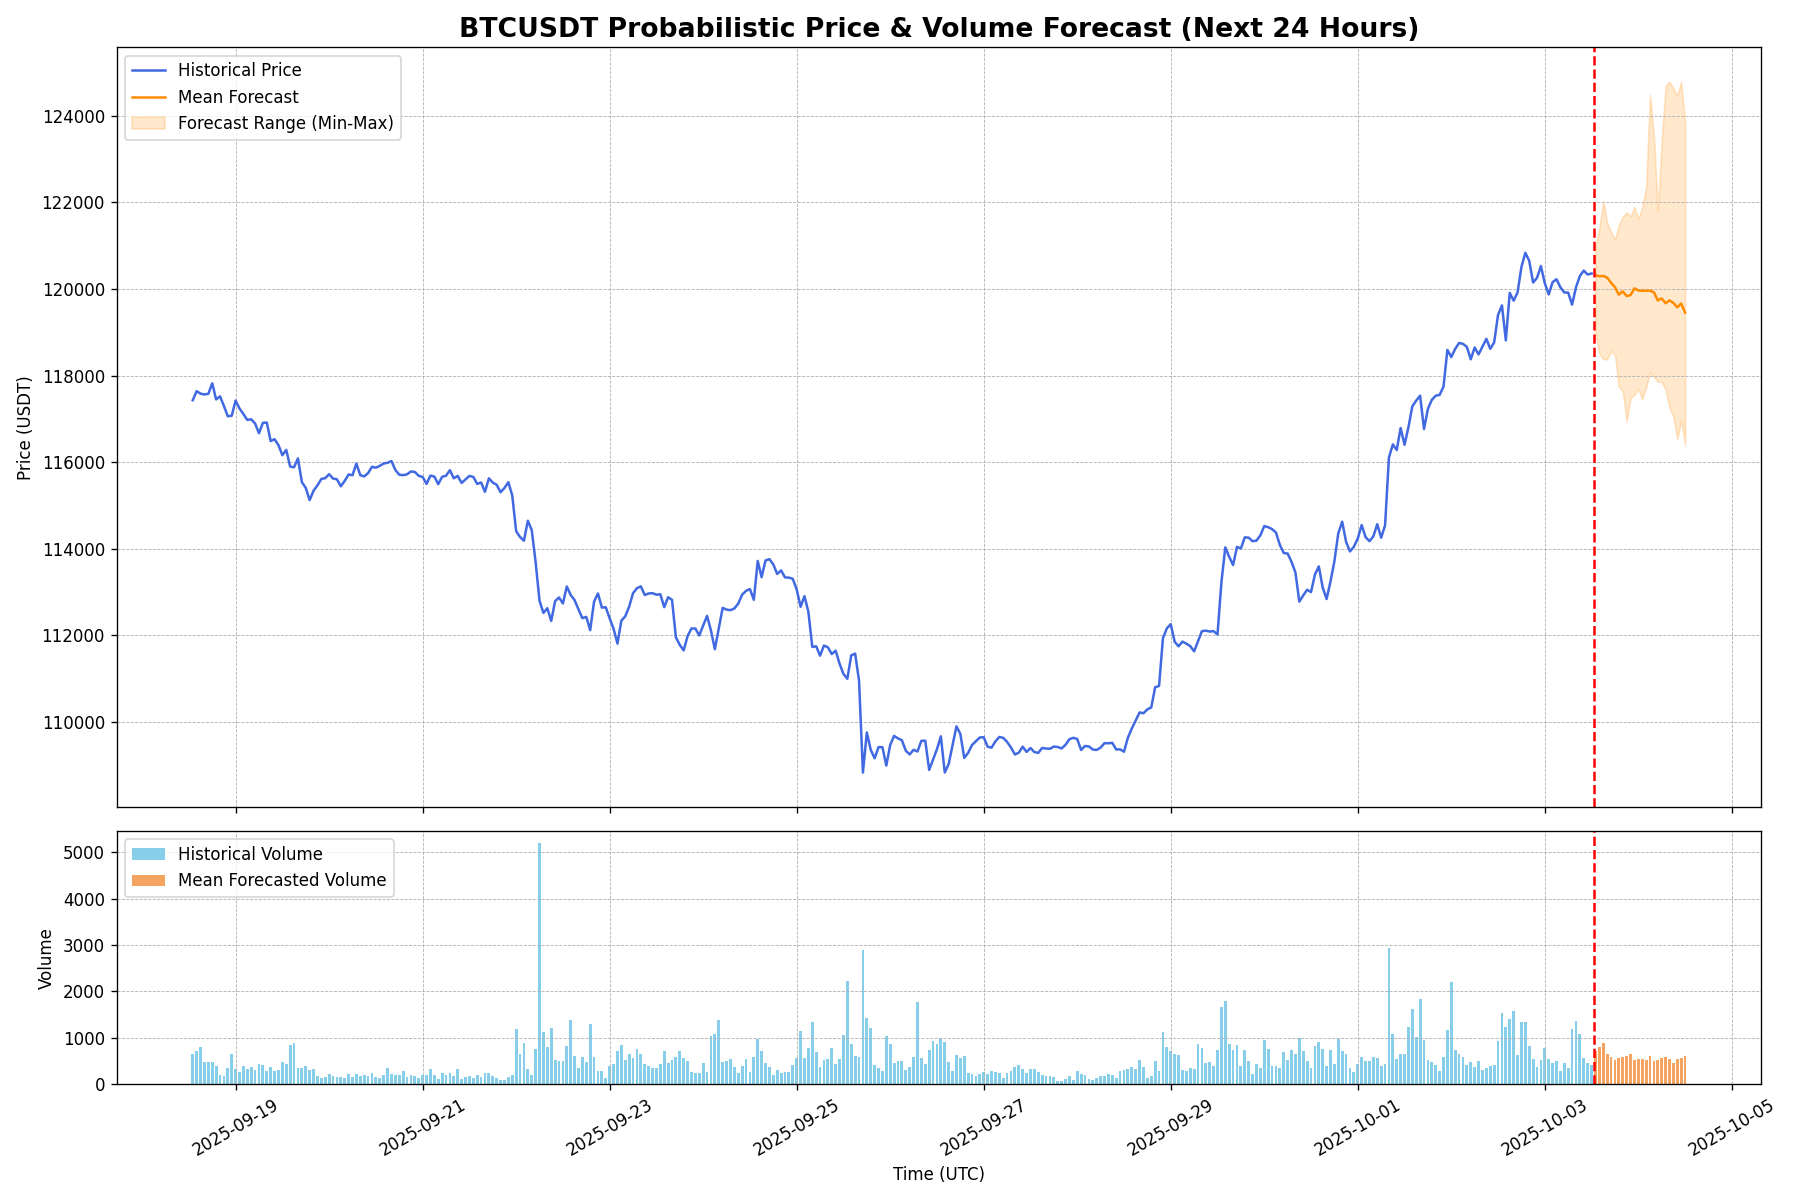 BTCUSDT Probabilistic Price & Volume Forecast (Next 24 Hours)
Historical Price
Mean Forecast
Forecast Range (Min-Max)
124000
122000
120000
118000
116000
114000
112000
110000
Price (USDT)
Historical Volume
Mean Forecasted Volume
5000
4000
3000
2000
1000
0
Volume
2025-09-19
2025-09-21
2025-09-23
2025-09-25
2025-09-27
2025-09-29
2025-10-01
2025-10-03
2025-10-05
Time (UTC)